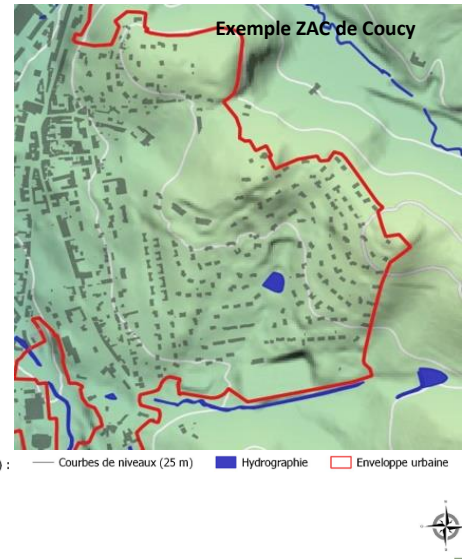 Exemple ZAC de Coucy
) : Courbes de niveaux (25 m) Hydrographie Enveloppe urbaine